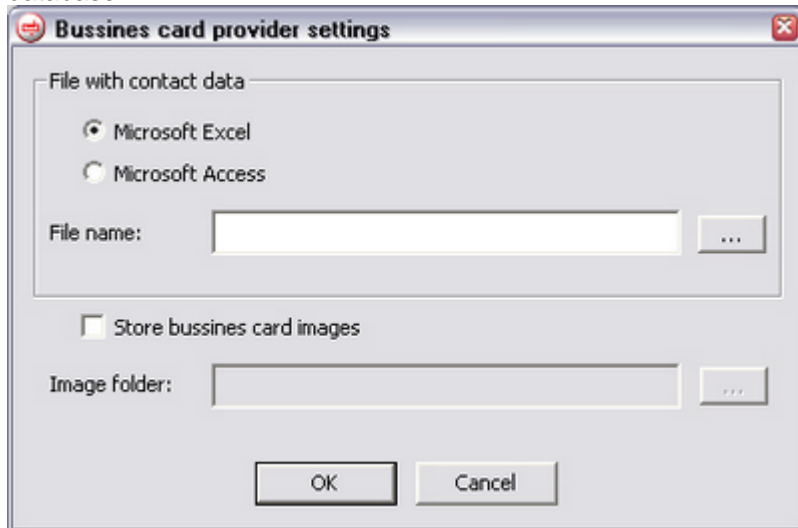 Bussines card provider settings
File with contact data
Microsoft Excel
Microsoft Access
File name:
...
Store bussines card images
Image folder:
...
OK
Cancel